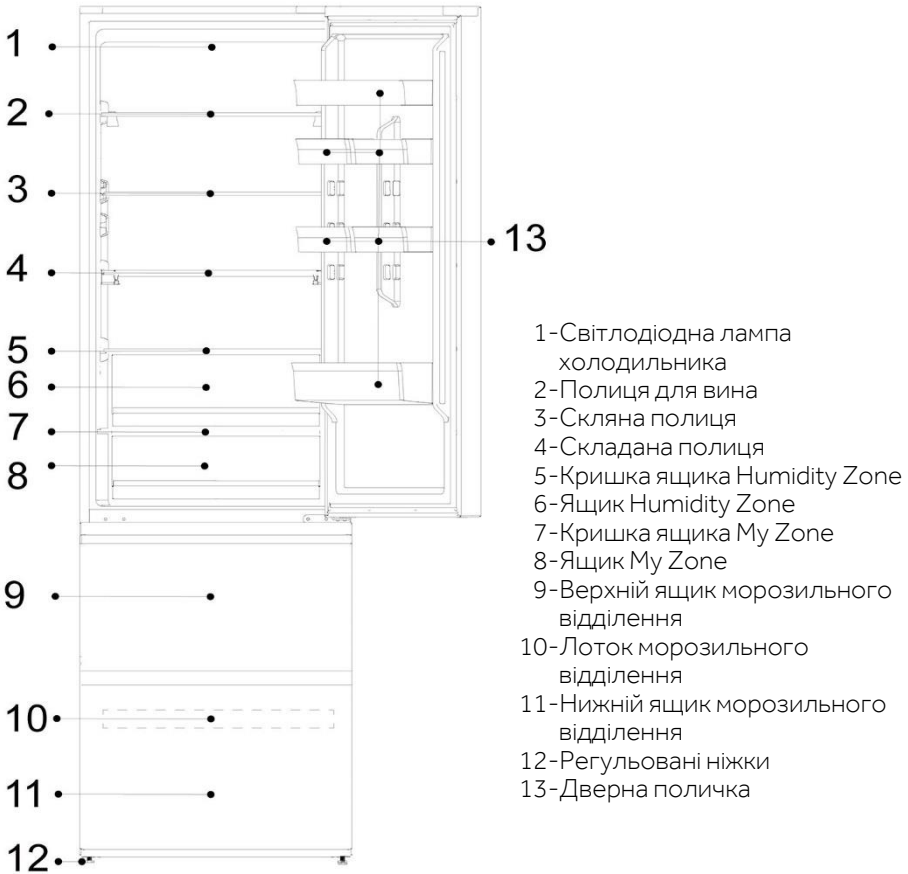 1
2
3
4
5
6
7
8
9
10
11
12
13
1-Світлодіодна лампа
холодильника
2-Полиця для вина
3-Скляна полиця
4-Складана полиця
5-Кришка ящика Humidity Zone
6-Ящик Humidity Zone
7-Кришка ящика My Zone
8-Ящик My Zone
9-Верхній ящик морозильного
відділення
10-Лоток морозильного
відділення
11-Нижній ящик морозильного
відділення
12-Регульовані ніжки
13-Дверна поличка